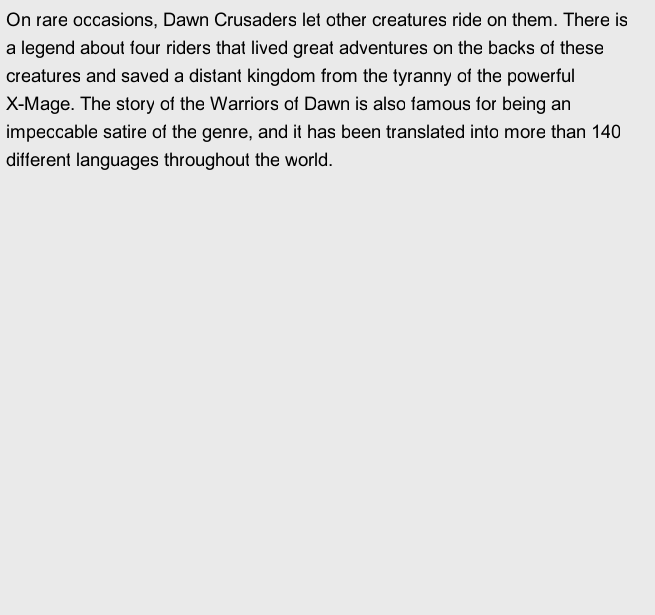 On rare occasions, Dawn Crusaders let other creatures ride on them. There is
a legend about four riders that lived great adventures on the backs of these
creatures and saved a distant kingdom from the tyranny of the powerful
X-Mage. The story of the Warriors of Dawn is also famous for being an
impeccable satire of the genre, and it has been translated into more than 140
different languages throughout the world.